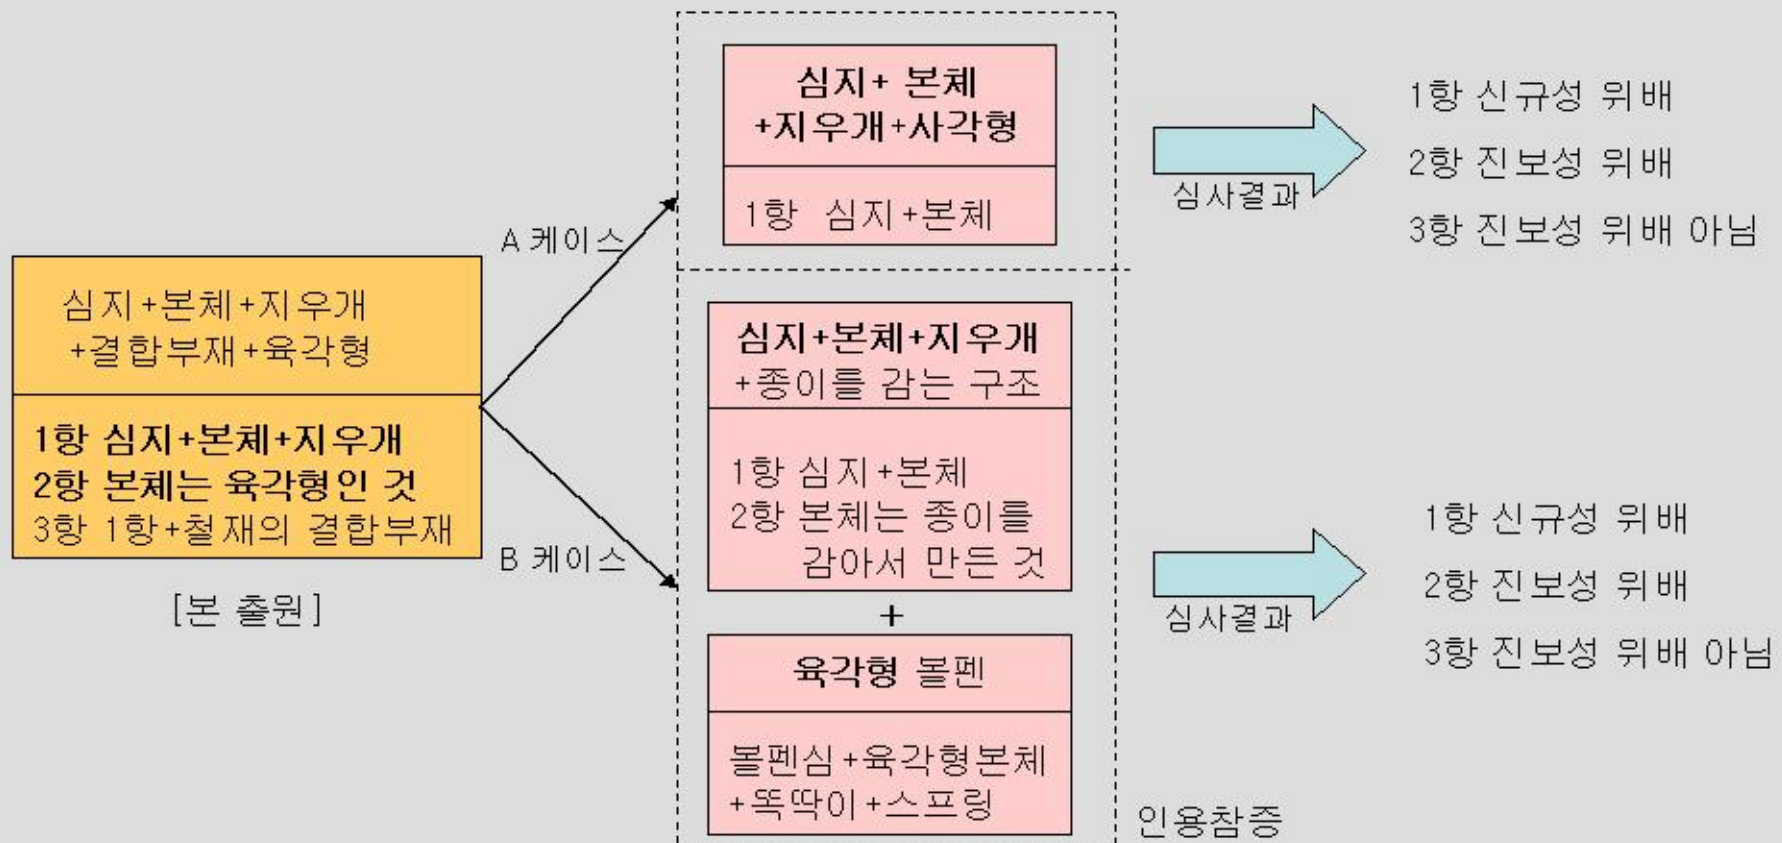 심지+본체+지우개
+결합부재+육각형
1항 심지+본체+지우개
2항 본체는 육각형인 것
3항 1항+철재의 결합부재
[본 출원]
A 케이스
B 케이스
심지+ 본체
+지우개+사각형
1항 심지+본체
심지+본체+지우개
+종이를 감는 구조
1항 심지+본체
2항 본체는 종이를
감아서 만든 것
+
육각형 볼펜
볼펜심+육각형본체
+똑딱이+스프링
인용참증
심사결과
1항 신규성 위배
2항 진보성 위배
3항 진보성 위배 아님
심사결과
1항 신규성 위배
2항 진보성 위배
3항 진보성 위배 아님